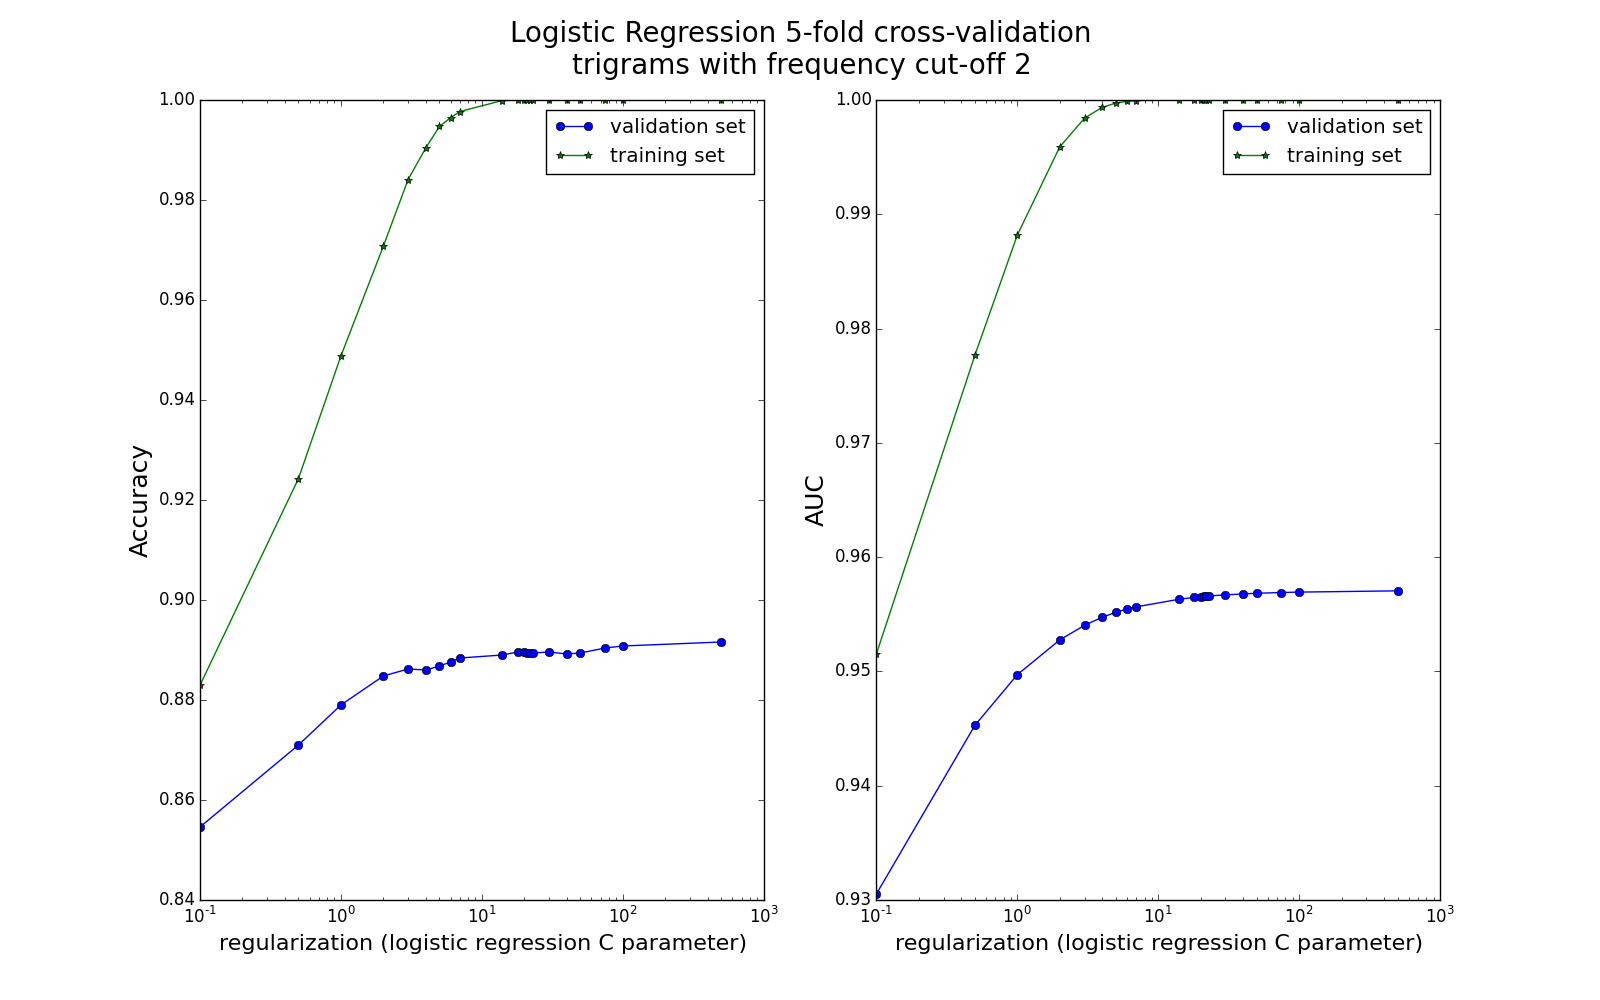 Logistic Regression 5-fold cross-validation
trigrams with frequency cut-off 2
1.00
0.98
0.96
0.94
0.92
0.90
0.88
0.86
0.84
Accuracy
validation set
training set
10^-1
10^0
10^1
10^2
10^3
regularization (logistic regression C parameter)
1.00
0.99
0.98
0.97
0.96
0.95
0.94
0.93
AUC
validation set
training set
10^-1
10^0
10^1
10^2
10^3
regularization (logistic regression C parameter)